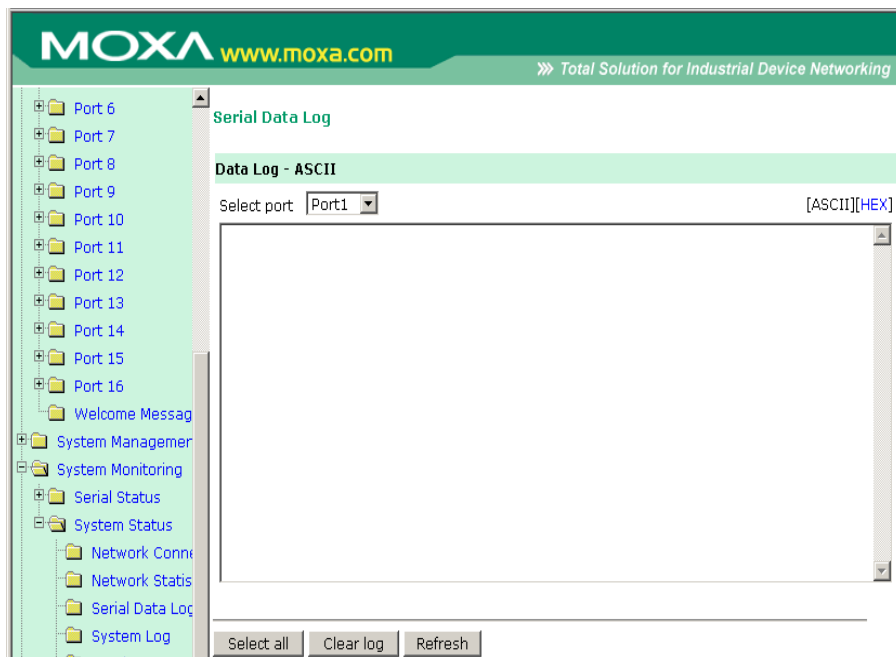 MOXA www.moxa.com
Total Solution for Industrial Device Networking
Port 6
Port 7
Port 8
Port 9
Port 10
Port 11
Port 12
Port 13
Port 14
Port 15
Port 16
Welcome Messag
System Managemen
System Monitoring
Serial Status
System Status
Network Conne
Network Statis
Serial Data Log
System Log
Serial Data Log
Data Log - ASCII
Select port Port1 [ASCII][HEX]
Select all Clear log Refresh